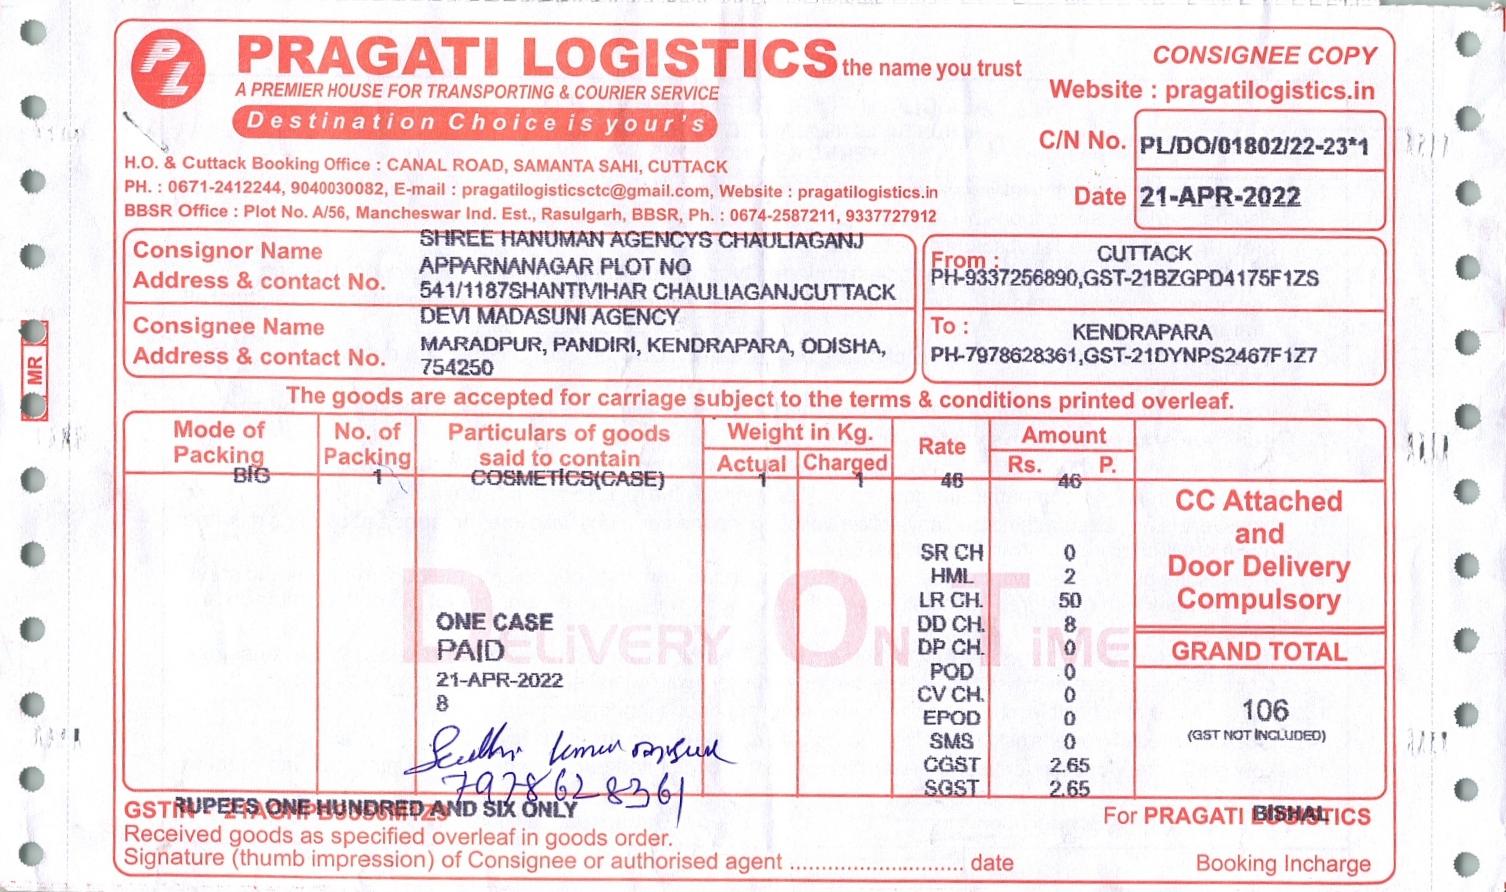 PL
PRAGATI LOGISTICS the name you trust
CONSIGNEE COPY
A PREMIER HOUSE FOR TRANSPORTING & COURIER SERVICE
Website : pragatilogistics.in
Destination Choice is your's
C/N No. PL/DO/01802/22-23*1
H.O. & Cuttack Booking Office : CANAL ROAD, SAMANTA SAHI, CUTTACK
PH. : 0671-2412244, 9040030082, E-mail : pragatilogisticsctc@gmail.com, Website : pragatilogistics.in
Date 21-APR-2022
BBSR Office : Plot No. A/56, Mancheswar Ind. Est., Rasulgarh, BBSR, Ph. : 0674-2587211, 9337727912
Consignor Name
Address & contact No.
SHREE HANUMAN AGENCYS CHAULIAGANJ
APPARNANAGAR PLOT NO
541/1187SHANTIVIHAR CHAULIAGANJCUTTACK
From : CUTTACK
PH-9337256890,GST-21BZGPD4175F1ZS
Consignee Name
Address & contact No.
DEVI MADASUNI AGENCY
MARADPUR, PANDIRI, KENDRAPARA, ODISHA,
754250
To : KENDRAPARA
PH-7978628361,GST-21DYNPS2467F1Z7
MR
The goods are accepted for carriage subject to the terms & conditions printed overleaf.
Mode of Packing
No. of Packing
Particulars of goods said to contain
Weight in Kg.
Actual Charged
Rate
Amount
Rs. P.
BIG 1 COSMETICS(CASE) 1 1 46 46
CC Attached
and
Door Delivery
Compulsory
SR CH 0
HML 2
LR CH. 50
DD CH. 8
DP CH. 0
POD 0
CV CH. 0
EPOD 0
SMS 0
CGST 2.65
SGST 2.65
DELiVERY ON TiME
ONE CASE
PAID
21-APR-2022
8
7978628361
GRAND TOTAL
106
(GST NOT INCLUDED)
GSTIN
RUPEES ONE HUNDRED AND SIX ONLY
For PRAGATI LOGISTICS
BISHAL
Received goods as specified overleaf in goods order.
Signature (thumb impression) of Consignee or authorised agent ............................. date
Booking Incharge